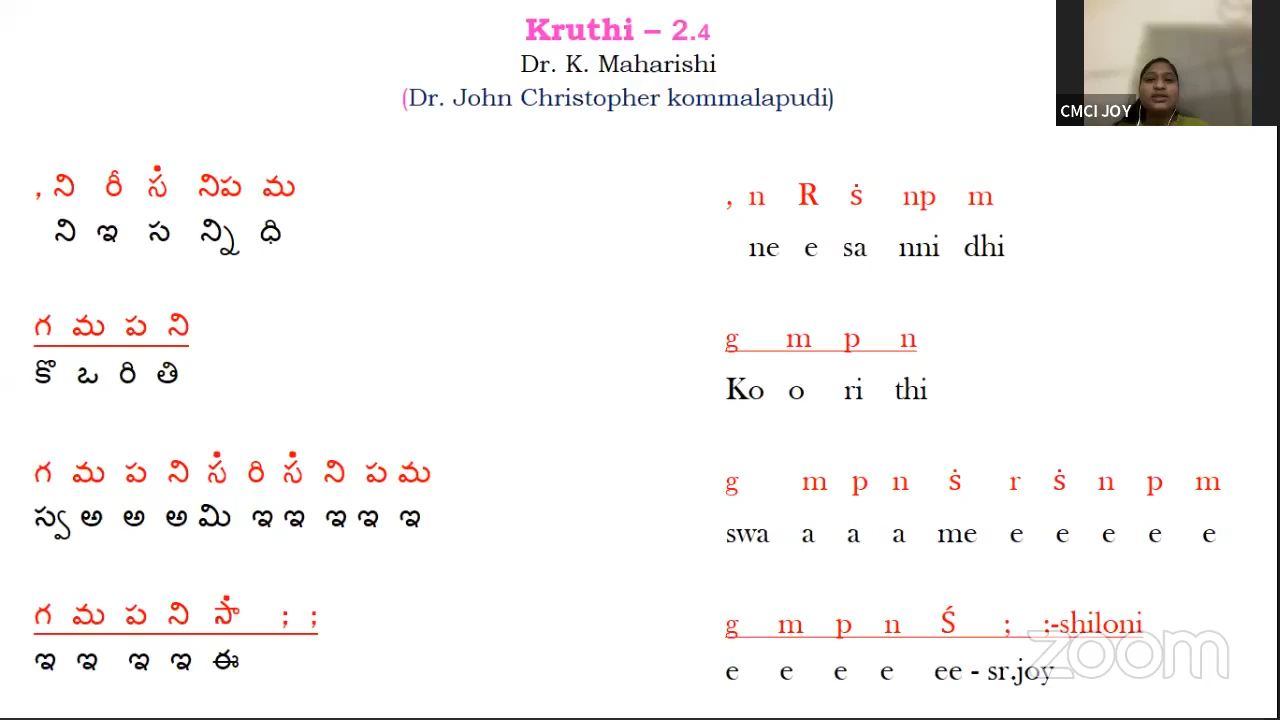 Kruthi – 2.4
Dr. K. Maharishi
(Dr. John Christopher kommalapudi)
CMCI JOY
, ని రీ సં నిప మ
ని ఇ స న్ని ధి
గ మ ప ని
కొ ఒ రి తి
గ మ ప ని సં రి సં ని ప మ
స్వ అ అ అ మి ఇ ఇ ఇ ఇ ఇ
గ మ ప ని సాં ; ;
ఇ ఇ ఇ ఇ ఈ
, n R ṡ np m
ne e sa nni dhi
g m p n
Ko o ri thi
g m p n ṡ r ṡ n p m
swa a a a me e e e e e
g m p n Ś ; ;-shiloni
e e e e ee - sr.joy
zoom